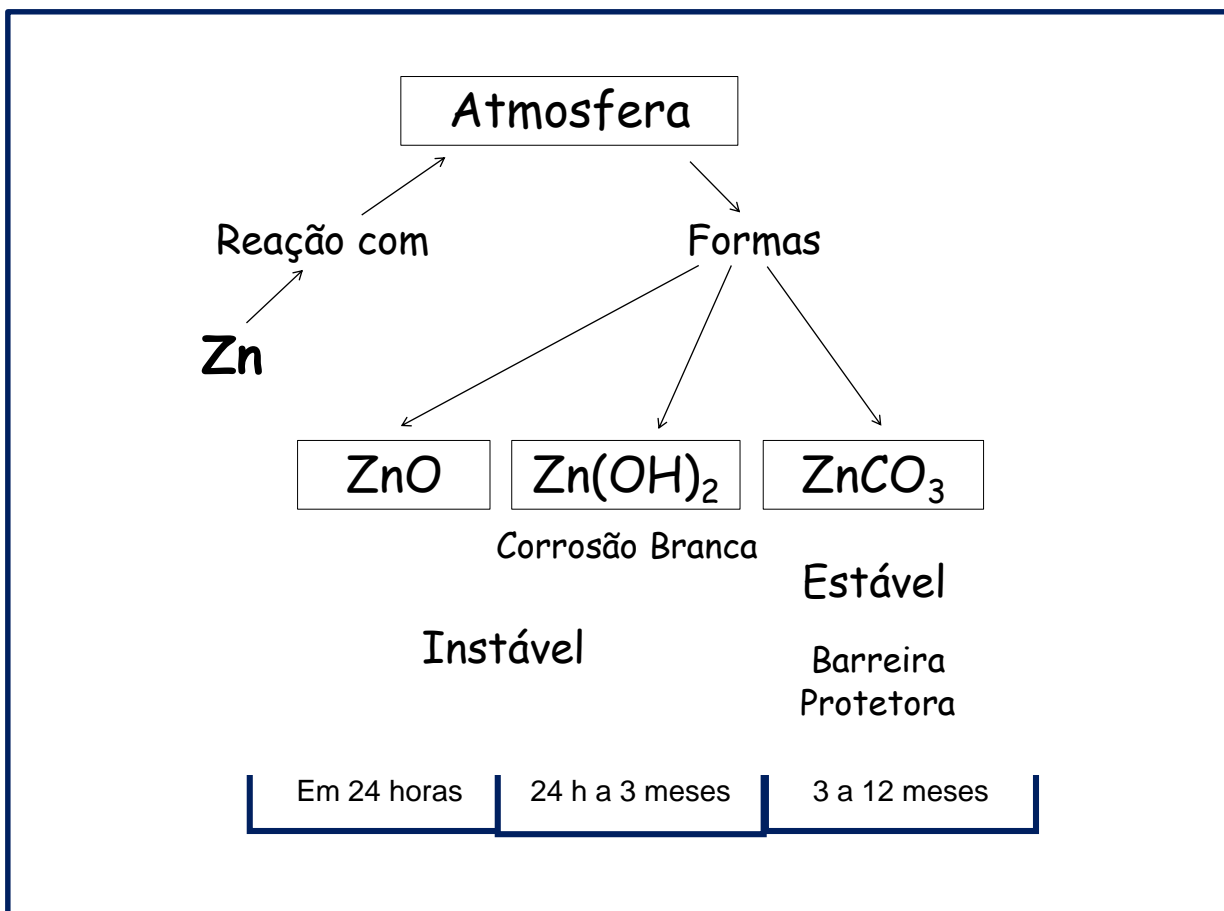 Atmosfera
Reação com
Formas
Zn
ZnO
Zn(OH)₂
ZnCO₃
Corrosão Branca
Estável
Instável
Barreira
Protetora
Em 24 horas
24 h a 3 meses
3 a 12 meses